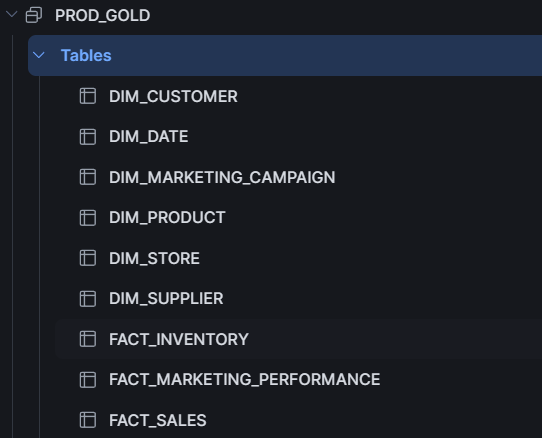 PROD_GOLD
Tables
DIM_CUSTOMER
DIM_DATE
DIM_MARKETING_CAMPAIGN
DIM_PRODUCT
DIM_STORE
DIM_SUPPLIER
FACT_INVENTORY
FACT_MARKETING_PERFORMANCE
FACT_SALES